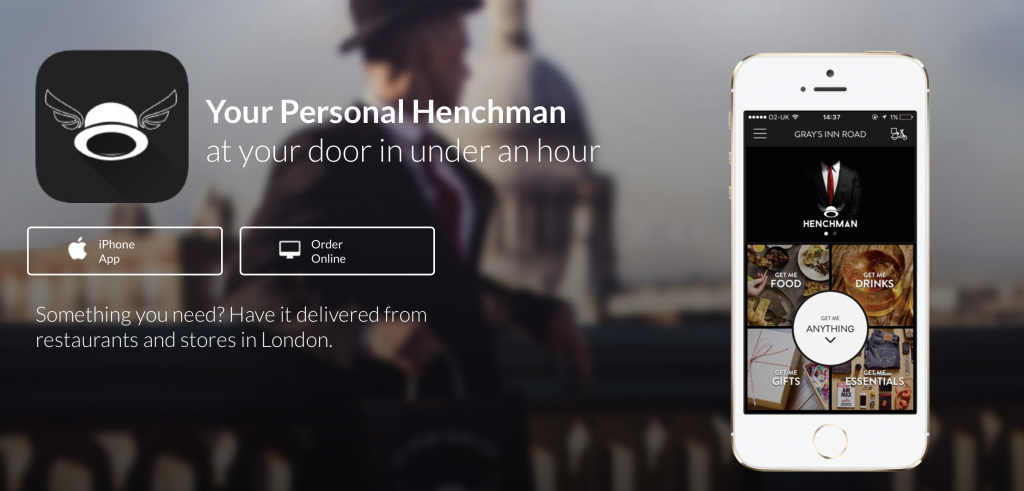 Your Personal Henchman
at your door in under an hour
iPhone
App
Order
Online
Something you need? Have it delivered from
restaurants and stores in London.
O2-UK
14:37
1%
GRAY'S INN ROAD
HENCHMAN
GET ME
FOOD
GET ME
DRINKS
GET ME
ANYTHING
GET ME
GIFTS
GET ME
ESSENTIALS
AIR
MAX